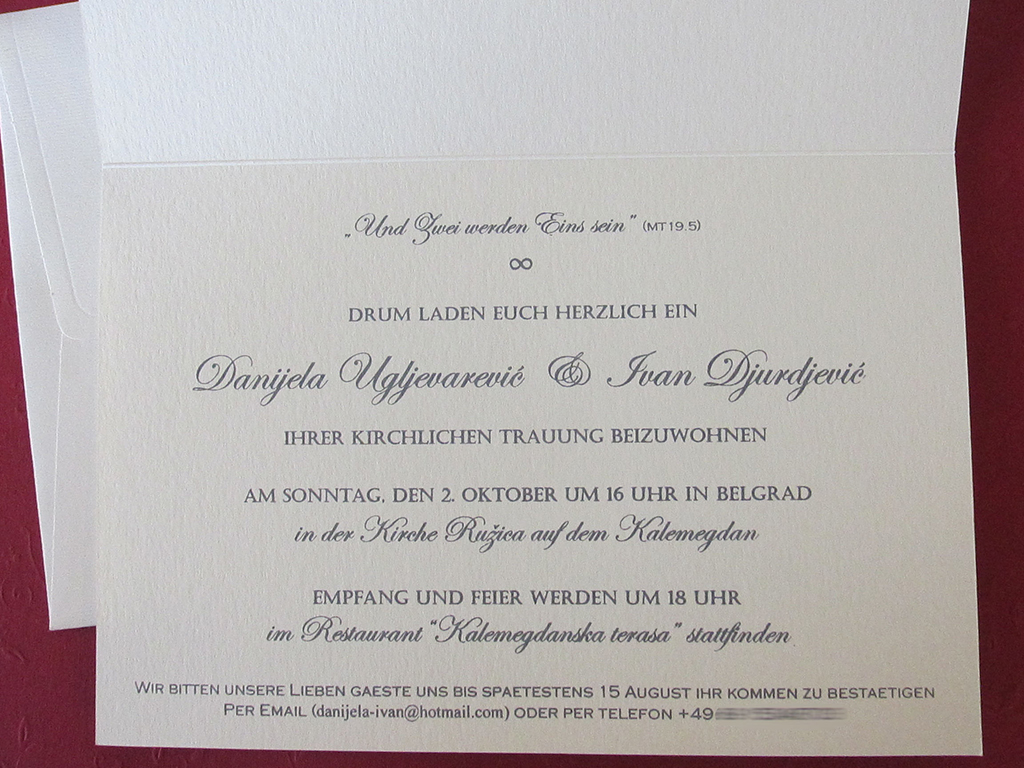 „Und Zwei werden Eins sein" (MT 19.5)
∞
DRUM LADEN EUCH HERZLICH EIN
Danijela Ugljevarević & Ivan Djurdjević
IHRER KIRCHLICHEN TRAUUNG BEIZUWOHNEN
AM SONNTAG, DEN 2. OKTOBER UM 16 UHR IN BELGRAD
in der Kirche Ružica auf dem Kalemegdan
EMPFANG UND FEIER WERDEN UM 18 UHR
im Restaurant "Kalemegdanska terasa" stattfinden
WIR BITTEN UNSERE LIEBEN GAESTE UNS BIS SPAETESTENS 15 AUGUST IHR KOMMEN ZU BESTAETIGEN
PER EMAIL (danijela-ivan@hotmail.com) ODER PER TELEFON +49